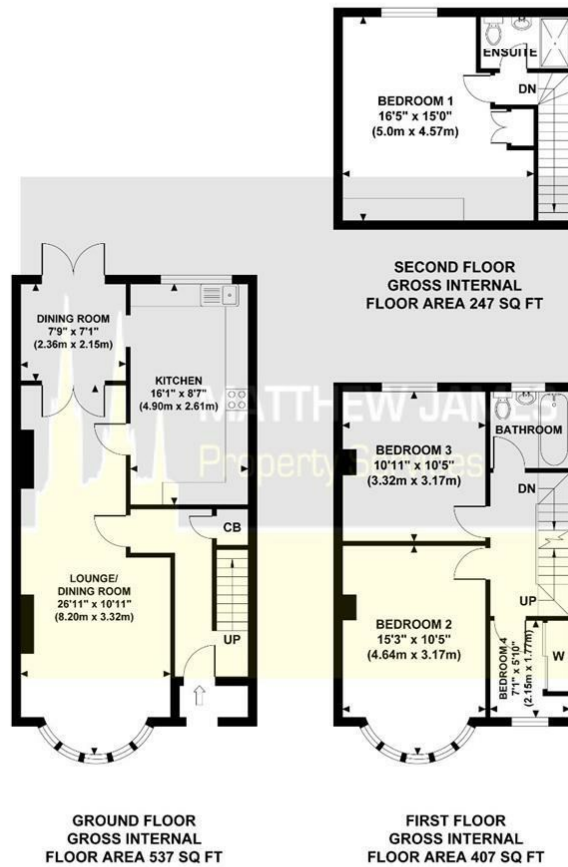 ENSUITE
DN
BEDROOM 1
16'5" x 15'0"
(5.0m x 4.57m)
SECOND FLOOR
GROSS INTERNAL
FLOOR AREA 247 SQ FT
DINING ROOM
7'9" x 7'1"
(2.36m x 2.15m)
KITCHEN
16'1" x 8'7"
(4.90m x 2.61m)
CB
LOUNGE/
DINING ROOM
26'11" x 10'11"
(8.20m x 3.32m)
UP
GROUND FLOOR
GROSS INTERNAL
FLOOR AREA 537 SQ FT
MATTHEW JAMES
Property Services
BATHROOM
BEDROOM 3
10'11" x 10'5"
(3.32m x 3.17m)
DN
UP
BEDROOM 2
15'3" x 10'5"
(4.64m x 3.17m)
BEDROOM 4
7'1" x 5'10"
(2.15m x 1.77m)
W
FIRST FLOOR
GROSS INTERNAL
FLOOR AREA 407 SQ FT